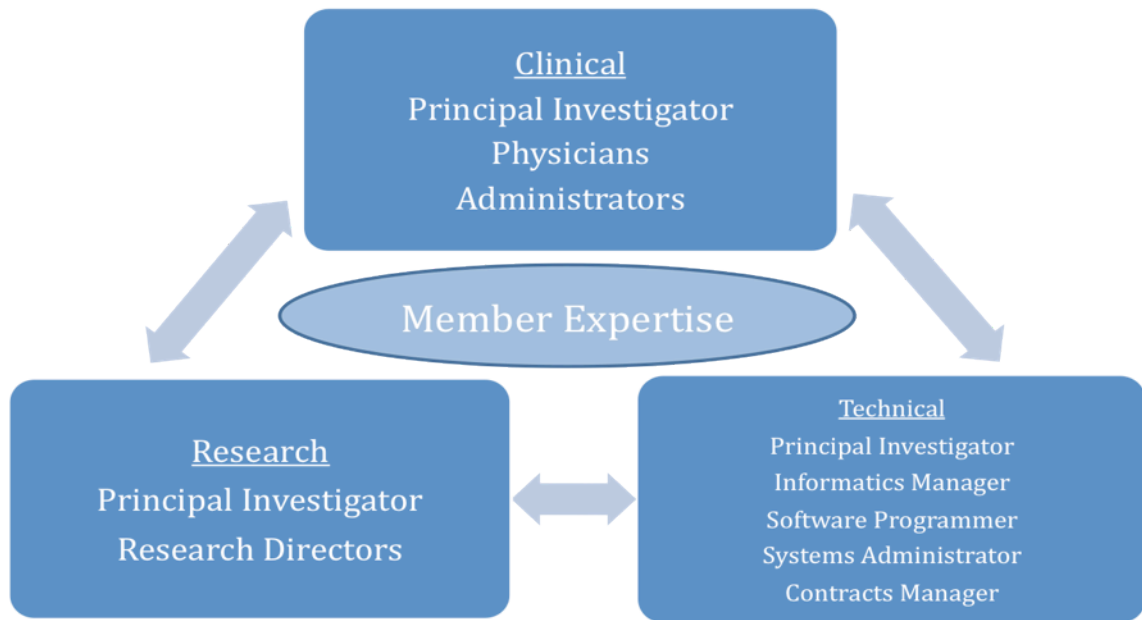 Clinical
Principal Investigator
Physicians
Administrators
Member Expertise
Research
Principal Investigator
Research Directors
Technical
Principal Investigator
Informatics Manager
Software Programmer
Systems Administrator
Contracts Manager